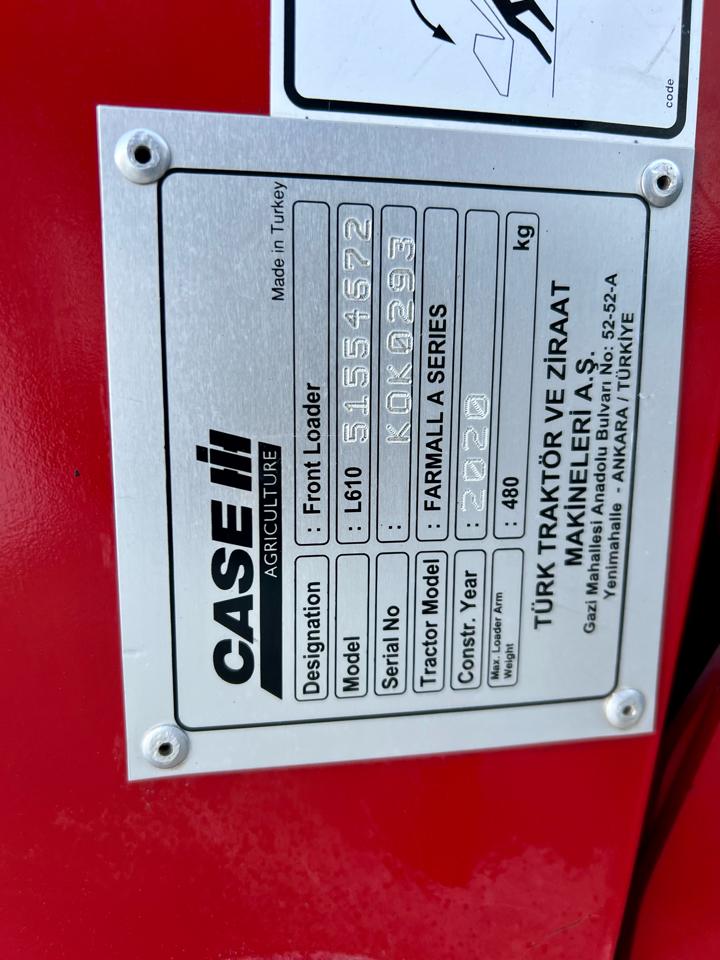 code
CASE IH
AGRICULTURE
Made in Turkey
Designation : Front Loader
Model : L610 51554672
Serial No : KOK0293
Tractor Model : FARMALL A SERIES
Constr. Year : 2020
Max. Loader Arm Weight : 480 kg
TÜRK TRAKTÖR VE ZİRAAT
MAKİNELERİ A.Ş.
Gazi Mahallesi Anadolu Bulvarı No: 52-52-A
Yenimahalle - ANKARA / TÜRKİYE